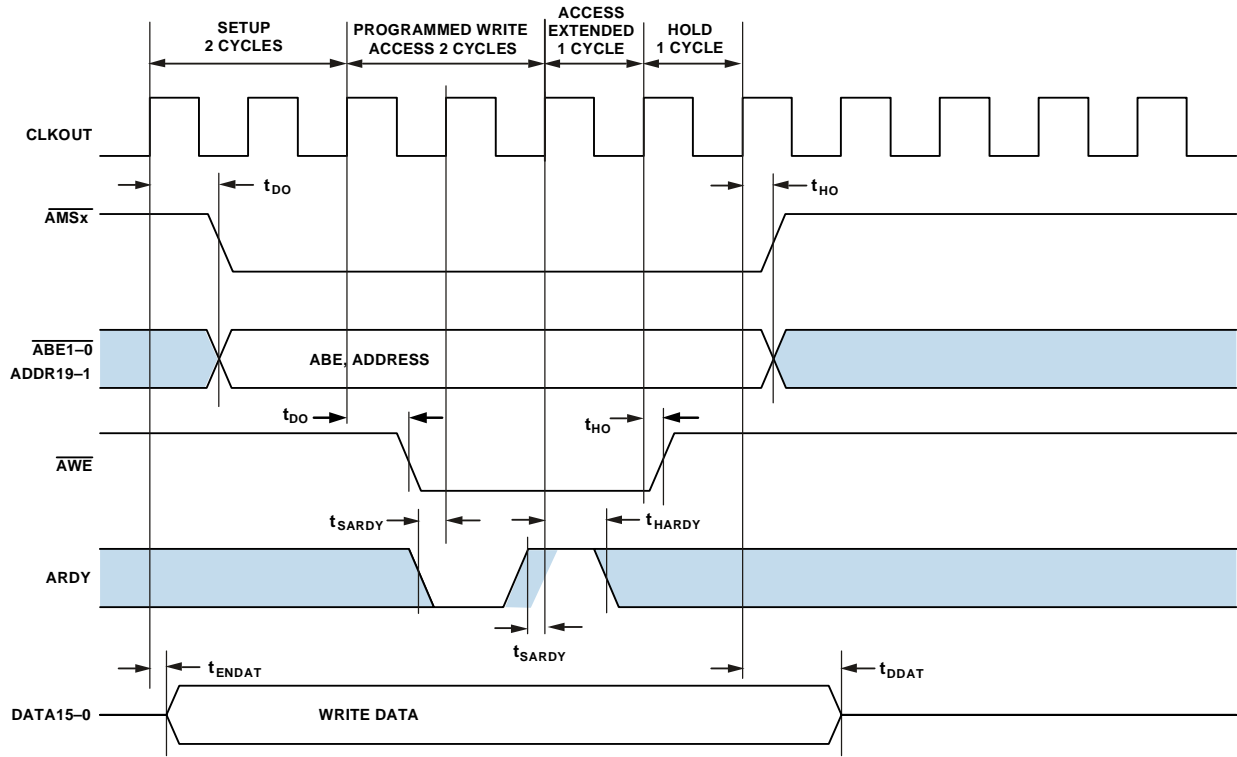 SETUP
2 CYCLES
PROGRAMMED WRITE
ACCESS 2 CYCLES
ACCESS
EXTENDED
1 CYCLE
HOLD
1 CYCLE
CLKOUT
tDO
tHO
AMSx
ABE1–0
ADDR19–1
ABE, ADDRESS
tDO
tHO
AWE
tSARDY
tHARDY
ARDY
tSARDY
tENDAT
tDDAT
DATA15–0
WRITE DATA